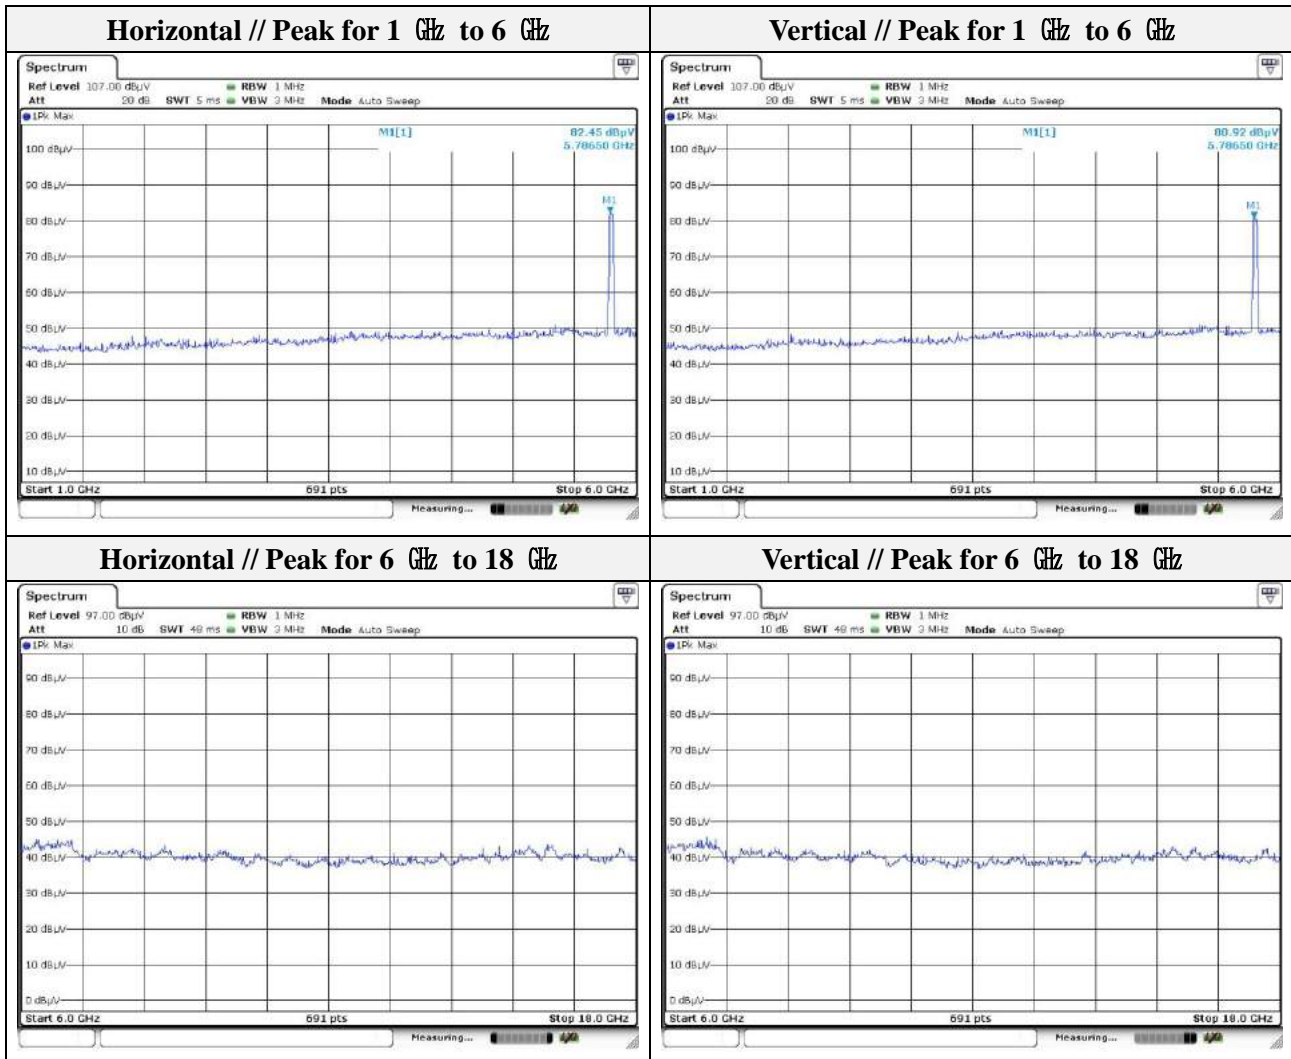 Horizontal // Peak for 1 ㎓ to 6 ㎓
Vertical // Peak for 1 ㎓ to 6 ㎓
Spectrum
Ref Level 107.00 dBµV RBW 1 MHz
Att 20 dB SWT 5 ms VBW 3 MHz Mode Auto Sweep
1Pk Max
M1[1] 82.45 dBµV
5.78650 GHz
M1
100 dBµV
90 dBµV
80 dBµV
70 dBµV
60 dBµV
50 dBµV
40 dBµV
30 dBµV
20 dBµV
10 dBµV
Start 1.0 GHz 691 pts Stop 6.0 GHz
Measuring...
Spectrum
Ref Level 107.00 dBµV RBW 1 MHz
Att 20 dB SWT 5 ms VBW 3 MHz Mode Auto Sweep
1Pk Max
M1[1] 80.92 dBµV
5.78650 GHz
M1
100 dBµV
90 dBµV
80 dBµV
70 dBµV
60 dBµV
50 dBµV
40 dBµV
30 dBµV
20 dBµV
10 dBµV
Start 1.0 GHz 691 pts Stop 6.0 GHz
Measuring...
Horizontal // Peak for 6 ㎓ to 18 ㎓
Vertical // Peak for 6 ㎓ to 18 ㎓
Spectrum
Ref Level 97.00 dBµV RBW 1 MHz
Att 10 dB SWT 48 ms VBW 3 MHz Mode Auto Sweep
1Pk Max
90 dBµV
80 dBµV
70 dBµV
60 dBµV
50 dBµV
40 dBµV
30 dBµV
20 dBµV
10 dBµV
0 dBµV
Start 6.0 GHz 691 pts Stop 18.0 GHz
Measuring...
Spectrum
Ref Level 97.00 dBµV RBW 1 MHz
Att 10 dB SWT 48 ms VBW 3 MHz Mode Auto Sweep
1Pk Max
90 dBµV
80 dBµV
70 dBµV
60 dBµV
50 dBµV
40 dBµV
30 dBµV
20 dBµV
10 dBµV
0 dBµV
Start 6.0 GHz 691 pts Stop 18.0 GHz
Measuring...